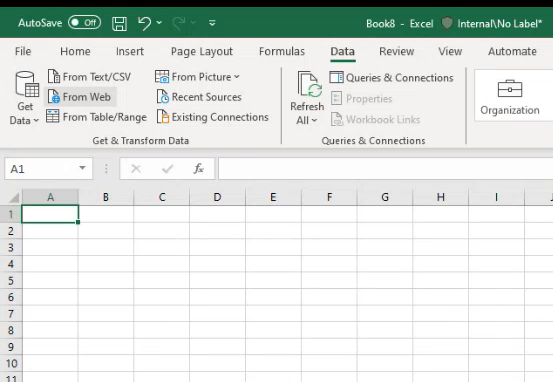 AutoSave Off Book8 - Excel Internal\No Label*
File Home Insert Page Layout Formulas Data Review View Automate
Get Data
From Text/CSV
From Web
From Table/Range
From Picture
Recent Sources
Existing Connections
Get & Transform Data
Refresh All
Queries & Connections
Properties
Workbook Links
Queries & Connections
Organization
A1 fx
A B C D E F G H I J
1
2
3
4
5
6
7
8
9
10
11